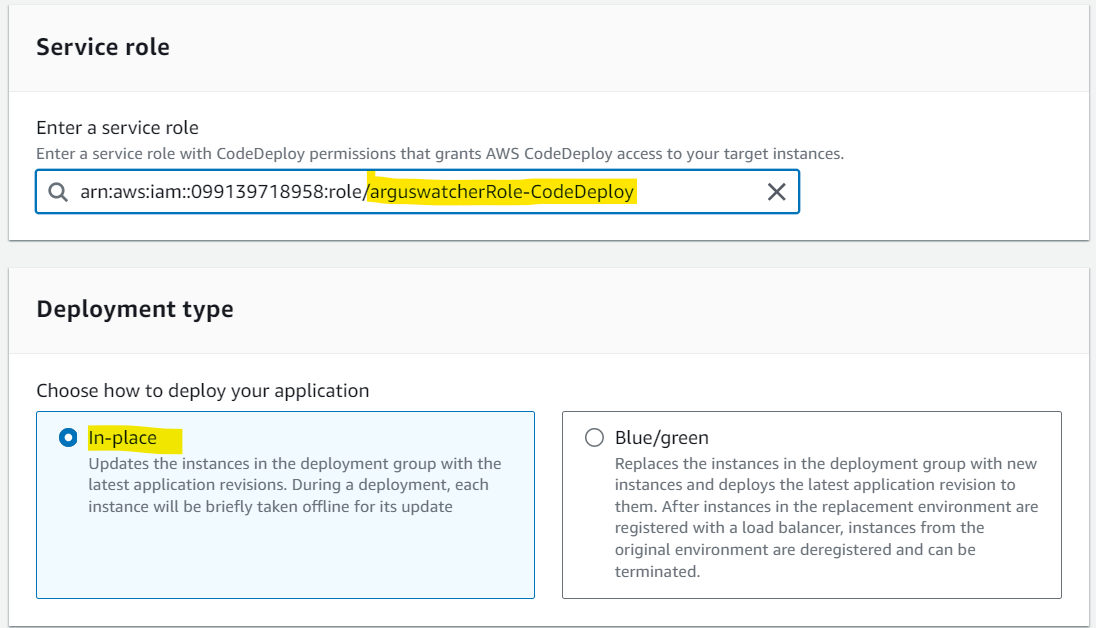 Service role
Enter a service role
Enter a service role with CodeDeploy permissions that grants AWS CodeDeploy access to your target instances.
arn:aws:iam::099139718958:role/arguswatcherRole-CodeDeploy
Deployment type
Choose how to deploy your application
In-place
Updates the instances in the deployment group with the
latest application revisions. During a deployment, each
instance will be briefly taken offline for its update
Blue/green
Replaces the instances in the deployment group with new
instances and deploys the latest application revision to
them. After instances in the replacement environment are
registered with a load balancer, instances from the
original environment are deregistered and can be
terminated.